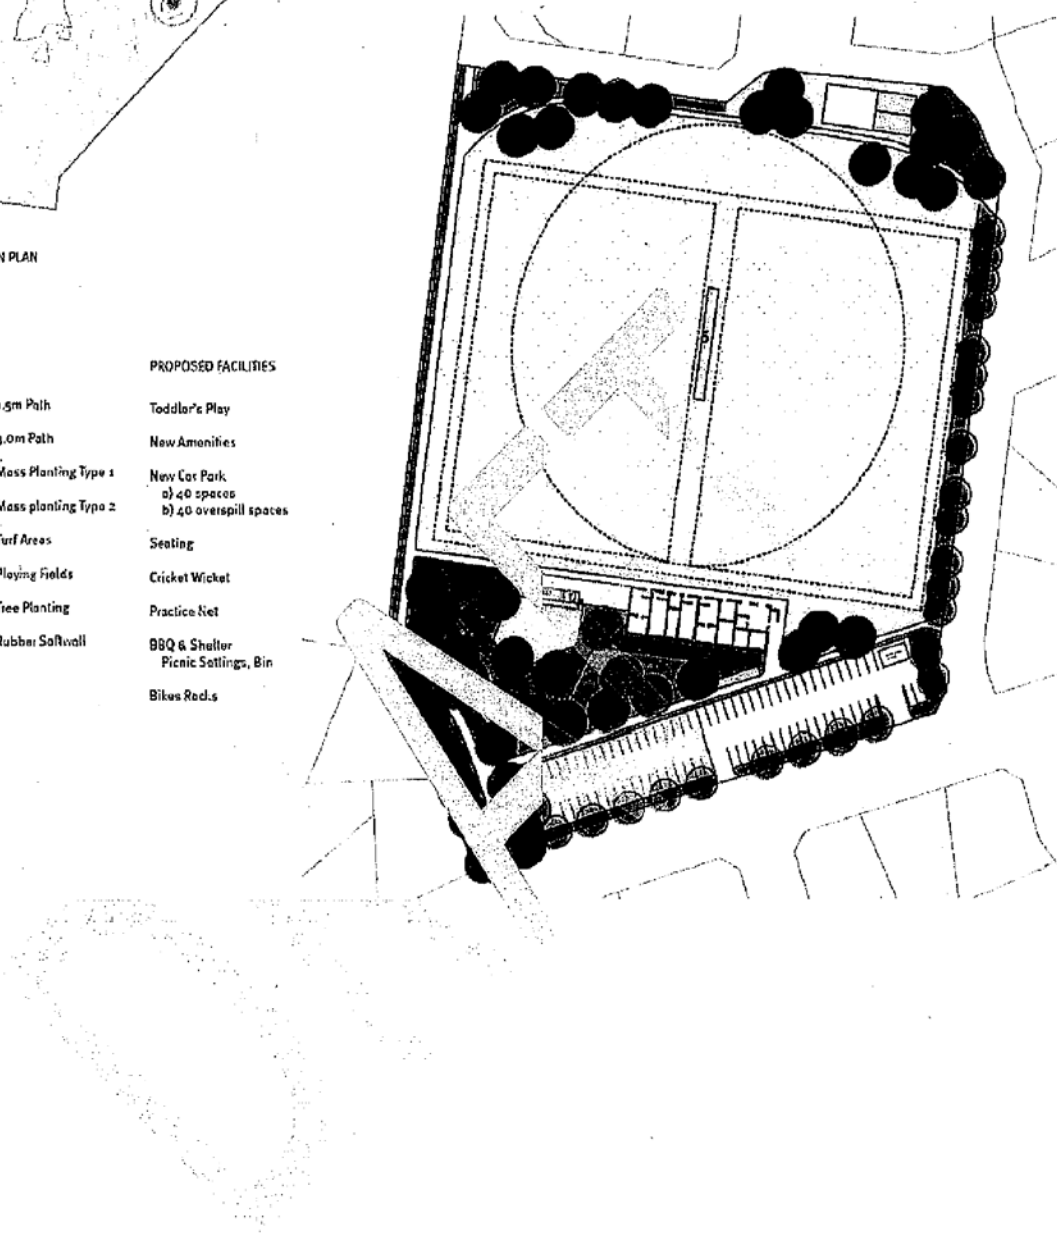 N PLAN
.5m Path
.0m Path
Mass Planting Type 1
Mass planting Type 2
Turf Areas
Playing Fields
Tree Planting
Rubber Softwall
PROPOSED FACILITIES
Toddler's Play
New Amenities
New Car Park
a) 40 spaces
b) 40 overspill spaces
Seating
Cricket Wicket
Practice Net
BBQ & Shelter
Picnic Settings, Bin
Bikes Racks